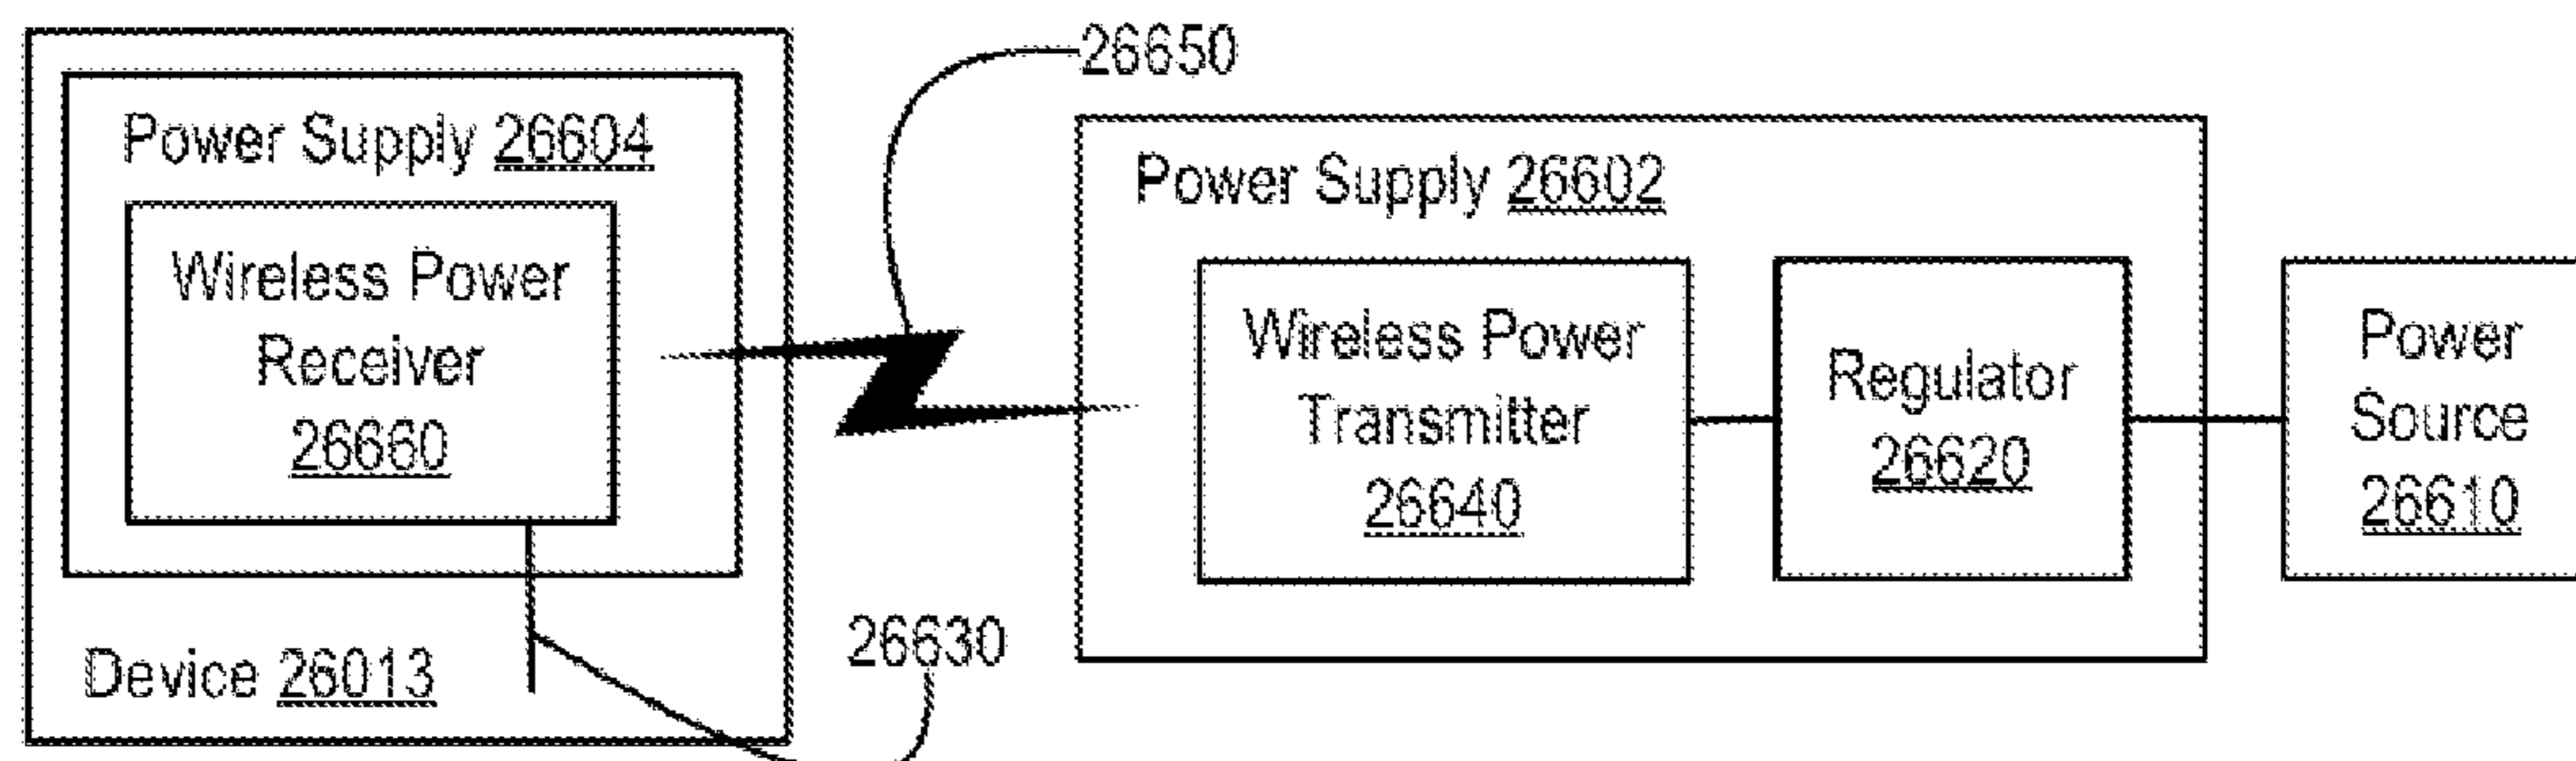 26650
Power Supply 26604
Wireless Power
Receiver
26660
Device 26013
26630
Power Supply 26602
Wireless Power
Transmitter
26640
Regulator
26620
Power
Source
26610